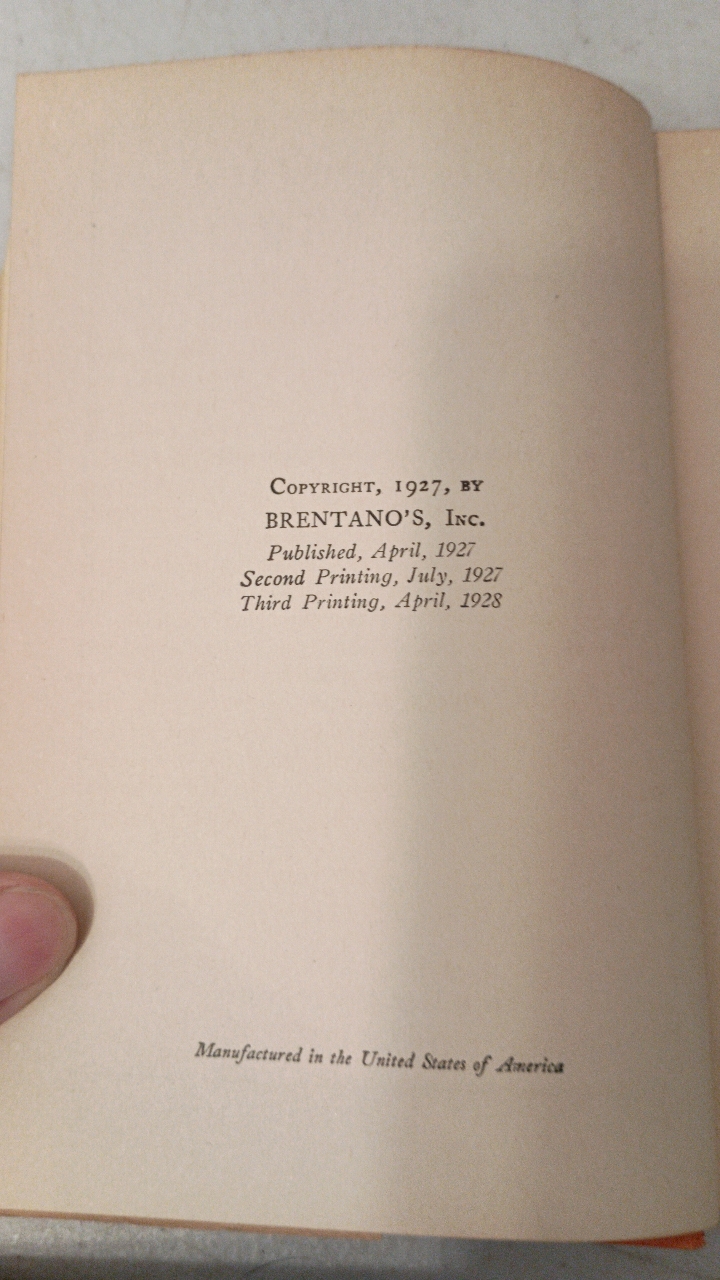 COPYRIGHT, 1927, BY
BRENTANO'S, INC.
Published, April, 1927
Second Printing, July, 1927
Third Printing, April, 1928
Manufactured in the United States of America